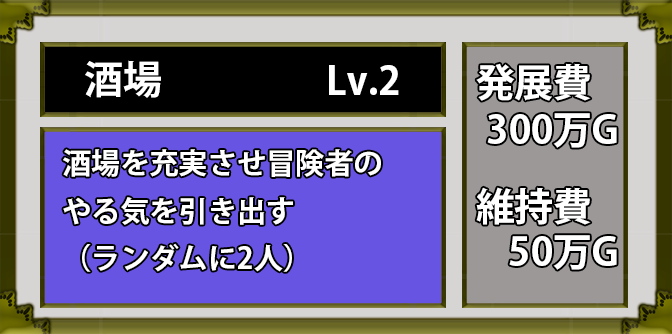 酒場 Lv.2
酒場を充実させ冒険者の
やる気を引き出す
（ランダムに2人）
発展費
300万G
維持費
50万G